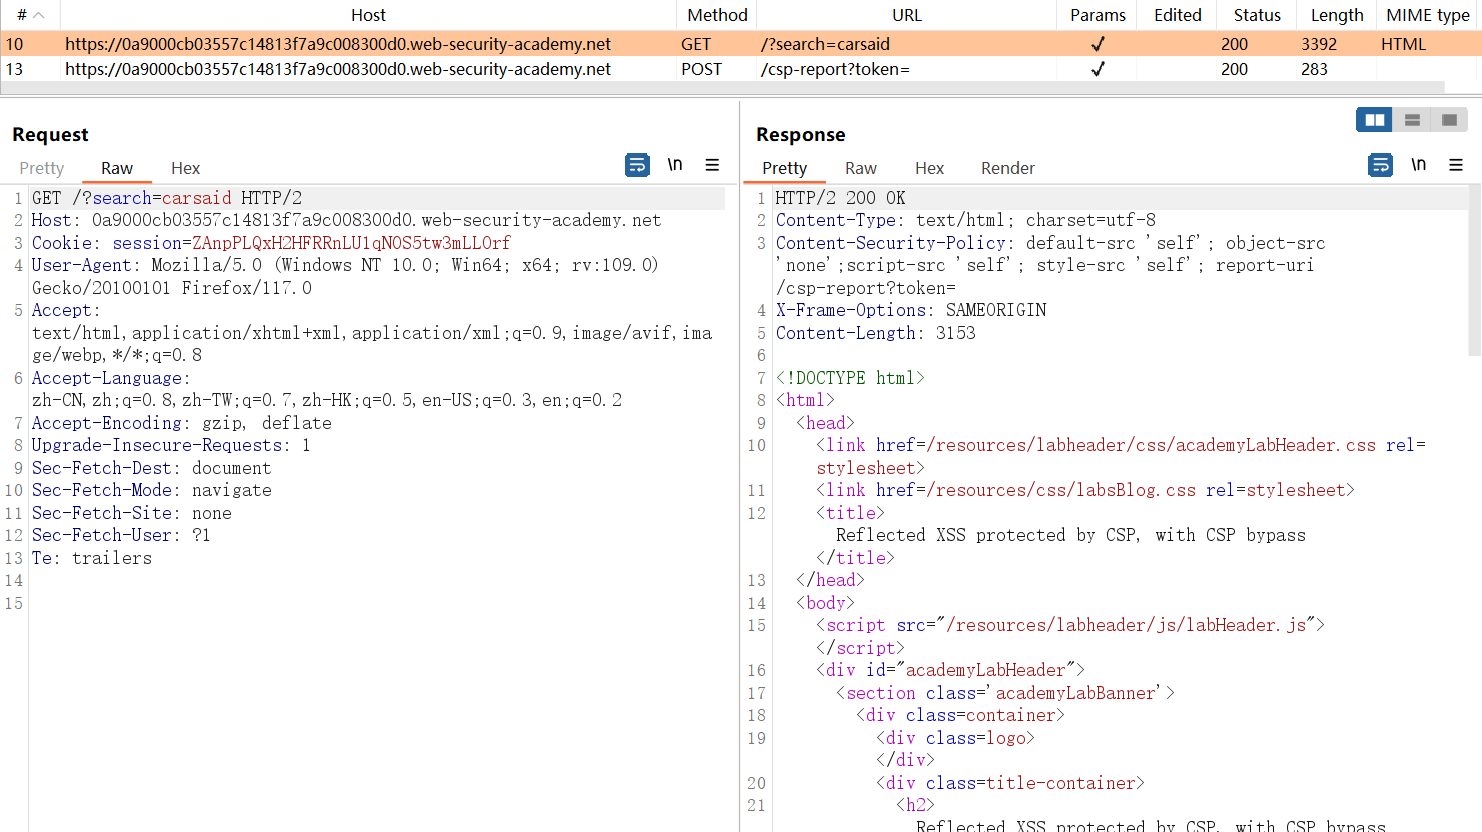 # Host Method URL Params Edited Status Length MIME type
10 https://0a9000cb03557c14813f7a9c008300d0.web-security-academy.net GET /?search=carsaid ✓ 200 3392 HTML
13 https://0a9000cb03557c14813f7a9c008300d0.web-security-academy.net POST /csp-report?token= ✓ 200 283
Request
Pretty Raw Hex
\n
1 GET /?search=carsaid HTTP/2
2 Host: 0a9000cb03557c14813f7a9c008300d0.web-security-academy.net
3 Cookie: session=ZAnpPLQxH2HFRRnLU1qNOS5tw3mLL0rf
4 User-Agent: Mozilla/5.0 (Windows NT 10.0; Win64; x64; rv:109.0)
Gecko/20100101 Firefox/117.0
5 Accept:
text/html,application/xhtml+xml,application/xml;q=0.9,image/avif,ima
ge/webp,*/*;q=0.8
6 Accept-Language:
zh-CN,zh;q=0.8,zh-TW;q=0.7,zh-HK;q=0.5,en-US;q=0.3,en;q=0.2
7 Accept-Encoding: gzip, deflate
8 Upgrade-Insecure-Requests: 1
9 Sec-Fetch-Dest: document
10 Sec-Fetch-Mode: navigate
11 Sec-Fetch-Site: none
12 Sec-Fetch-User: ?1
13 Te: trailers
14
15
Response
Pretty Raw Hex Render
\n
1 HTTP/2 200 OK
2 Content-Type: text/html; charset=utf-8
3 Content-Security-Policy: default-src 'self'; object-src
'none';script-src 'self'; style-src 'self'; report-uri
/csp-report?token=
4 X-Frame-Options: SAMEORIGIN
5 Content-Length: 3153
6
7 <!DOCTYPE html>
8 <html>
9 <head>
10 <link href=/resources/labheader/css/academyLabHeader.css rel=
stylesheet>
11 <link href=/resources/css/labsBlog.css rel=stylesheet>
12 <title>
Reflected XSS protected by CSP, with CSP bypass
</title>
13 </head>
14 <body>
15 <script src="/resources/labheader/js/labHeader.js">
</script>
16 <div id="academyLabHeader">
17 <section class='academyLabBanner'>
18 <div class=container>
19 <div class=logo>
</div>
20 <div class=title-container>
21 <h2>
Reflected XSS protected by CSP, with CSP bypass